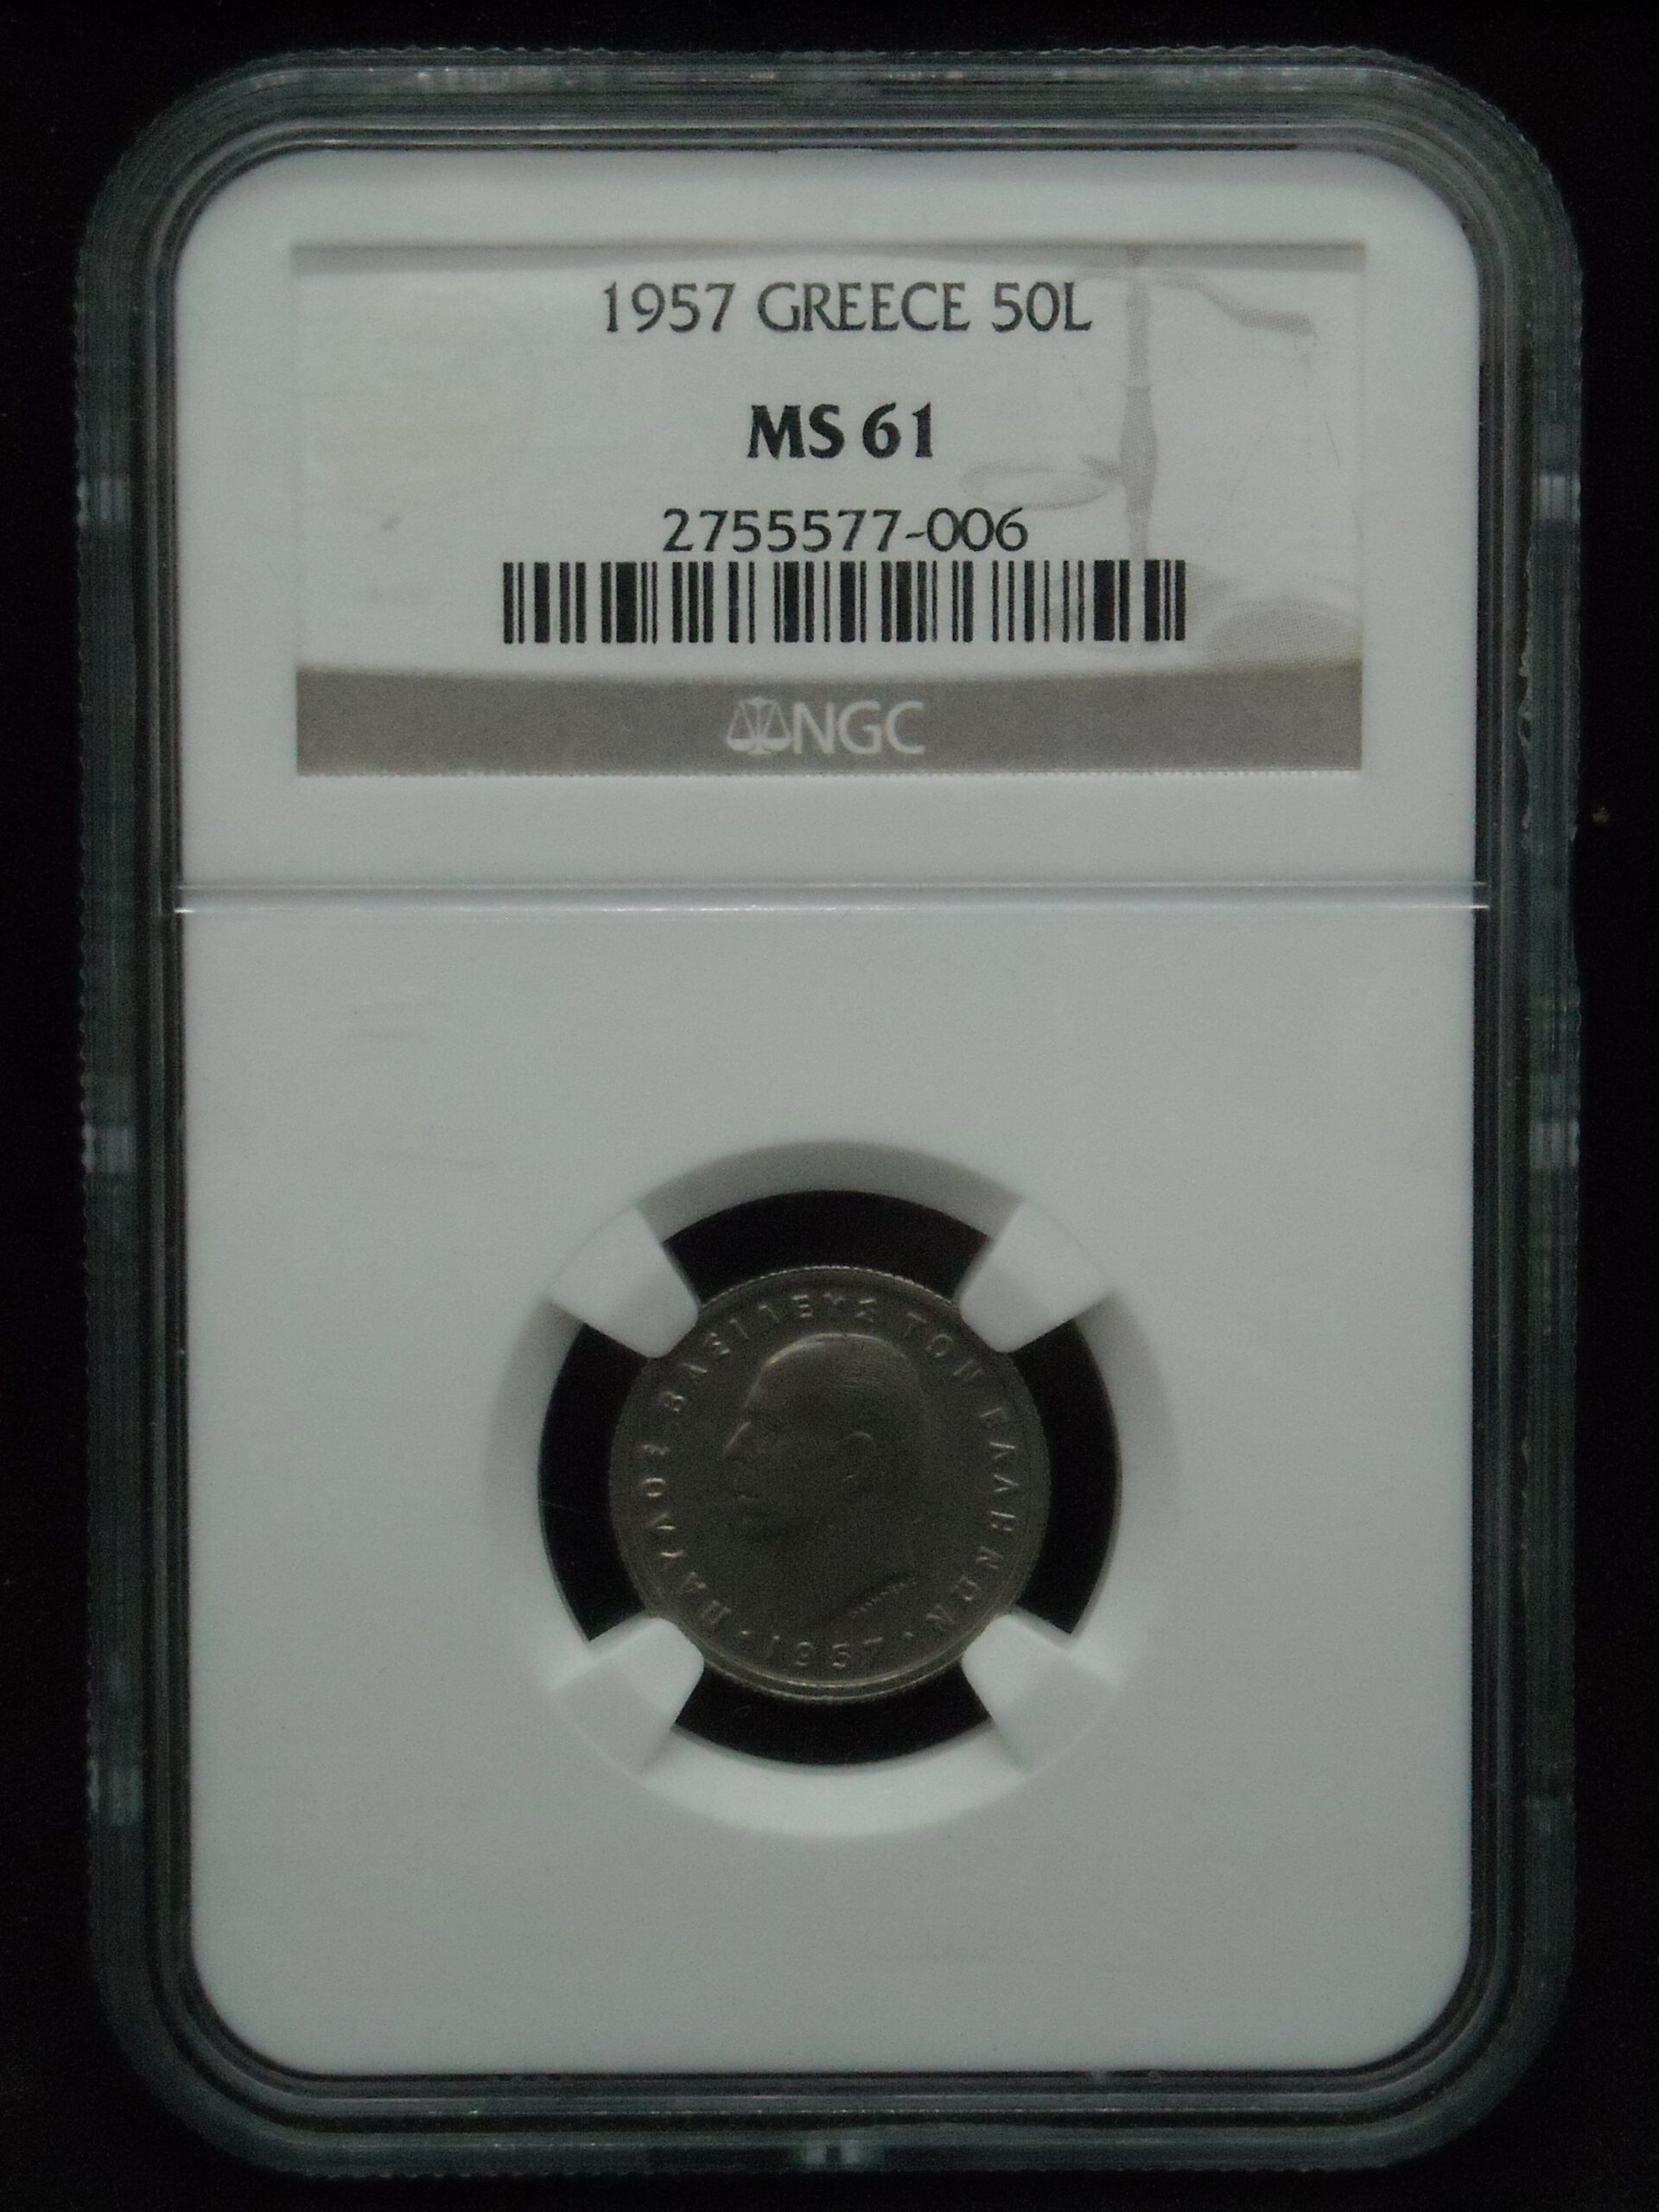 1957 GREECE 50L
MS 61
2755577-006
NGC
ΠΑΥΛΟΣ ΒΑΣΙΛΕΥΣ ΤΩΝ ΕΛΛΗΝΩΝ
• 1957 •